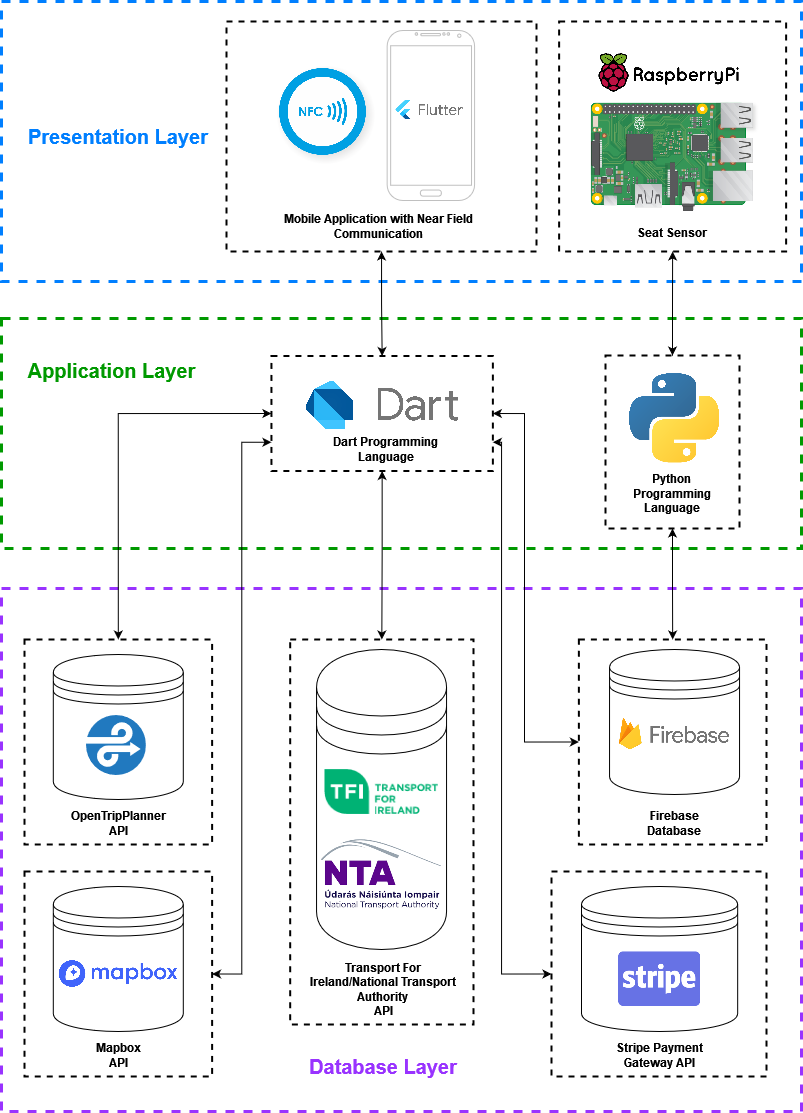 Presentation Layer
NFC
Flutter
Mobile Application with Near Field
Communication
RaspberryPi
Seat Sensor
Application Layer
Dart
Dart Programming
Language
Python
Programming
Language
OpenTripPlanner
API
TFI
TRANSPORT
FOR
IRELAND
NTA
Údarás Náisiúnta Iompair
National Transport Authority
Transport For
Ireland/National Transport
Authority
API
Firebase
Firebase
Database
mapbox
Mapbox
API
stripe
Stripe Payment
Gateway API
Database Layer